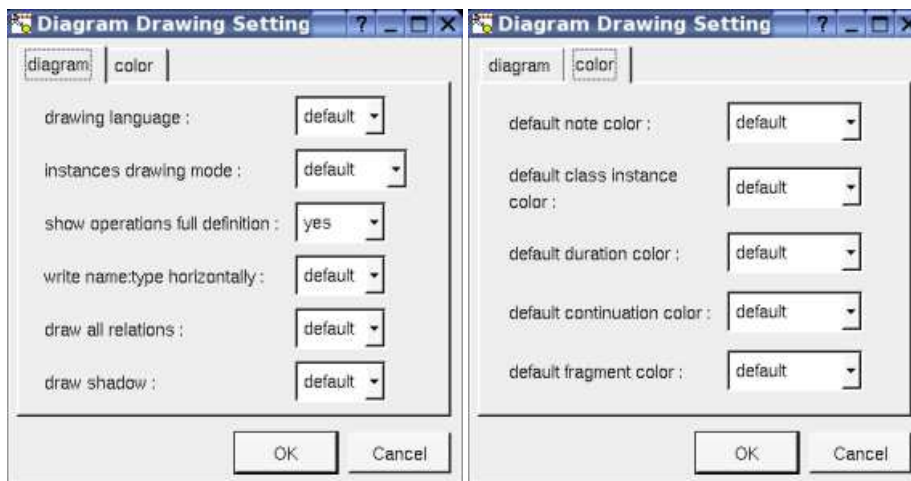 Diagram Drawing Setting
diagram color
drawing language : default
instances drawing mode : default
show operations full definition : yes
write name:type horizontally : default
draw all relations : default
draw shadow : default
OK Cancel
Diagram Drawing Setting
diagram color
default note color : default
default class instance
color : default
default duration color : default
default continuation color : default
default fragment color : default
OK Cancel